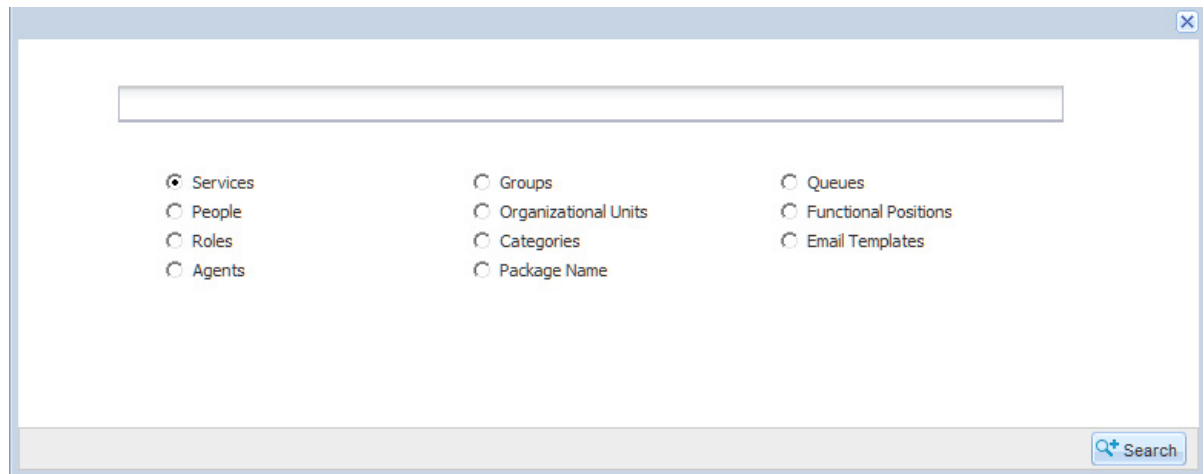 Services
People
Roles
Agents
Groups
Organizational Units
Categories
Package Name
Queues
Functional Positions
Email Templates
Search